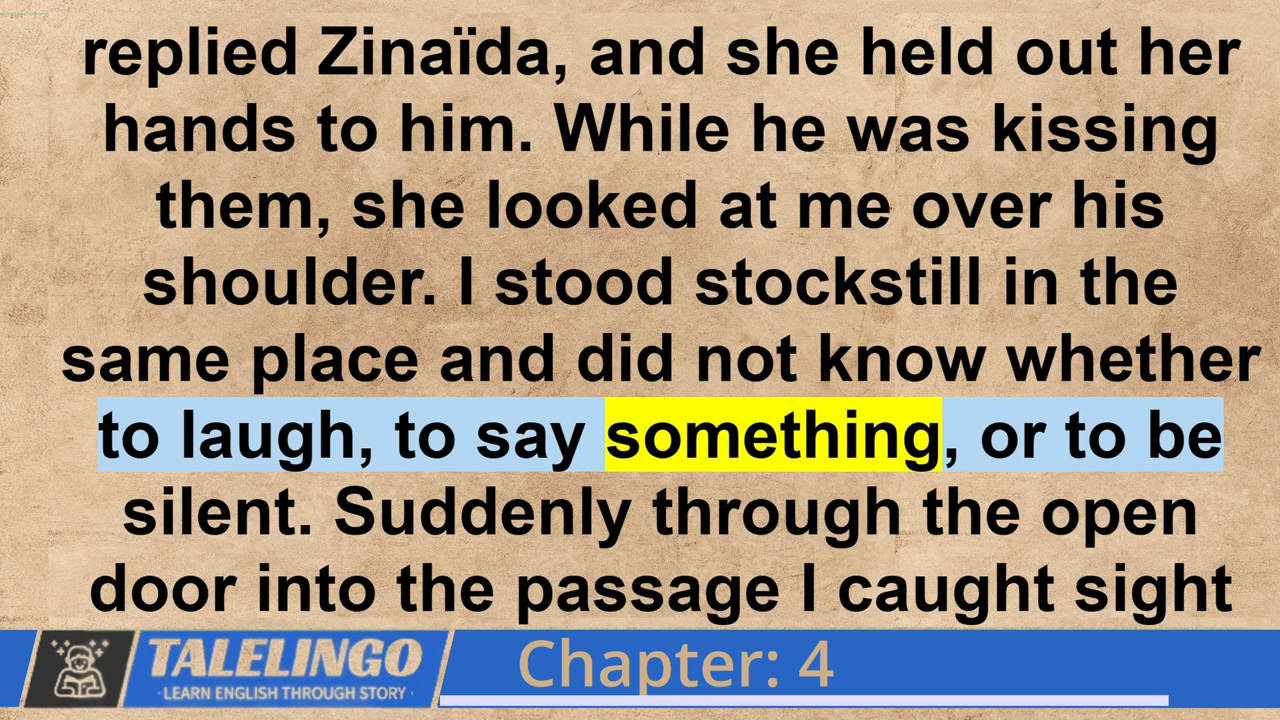 replied Zinaïda, and she held out her
hands to him. While he was kissing
them, she looked at me over his
shoulder. I stood stockstill in the
same place and did not know whether
to laugh, to say something, or to be
silent. Suddenly through the open
door into the passage I caught sight
TALELINGO
· LEARN ENGLISH THROUGH STORY ·
Chapter: 4